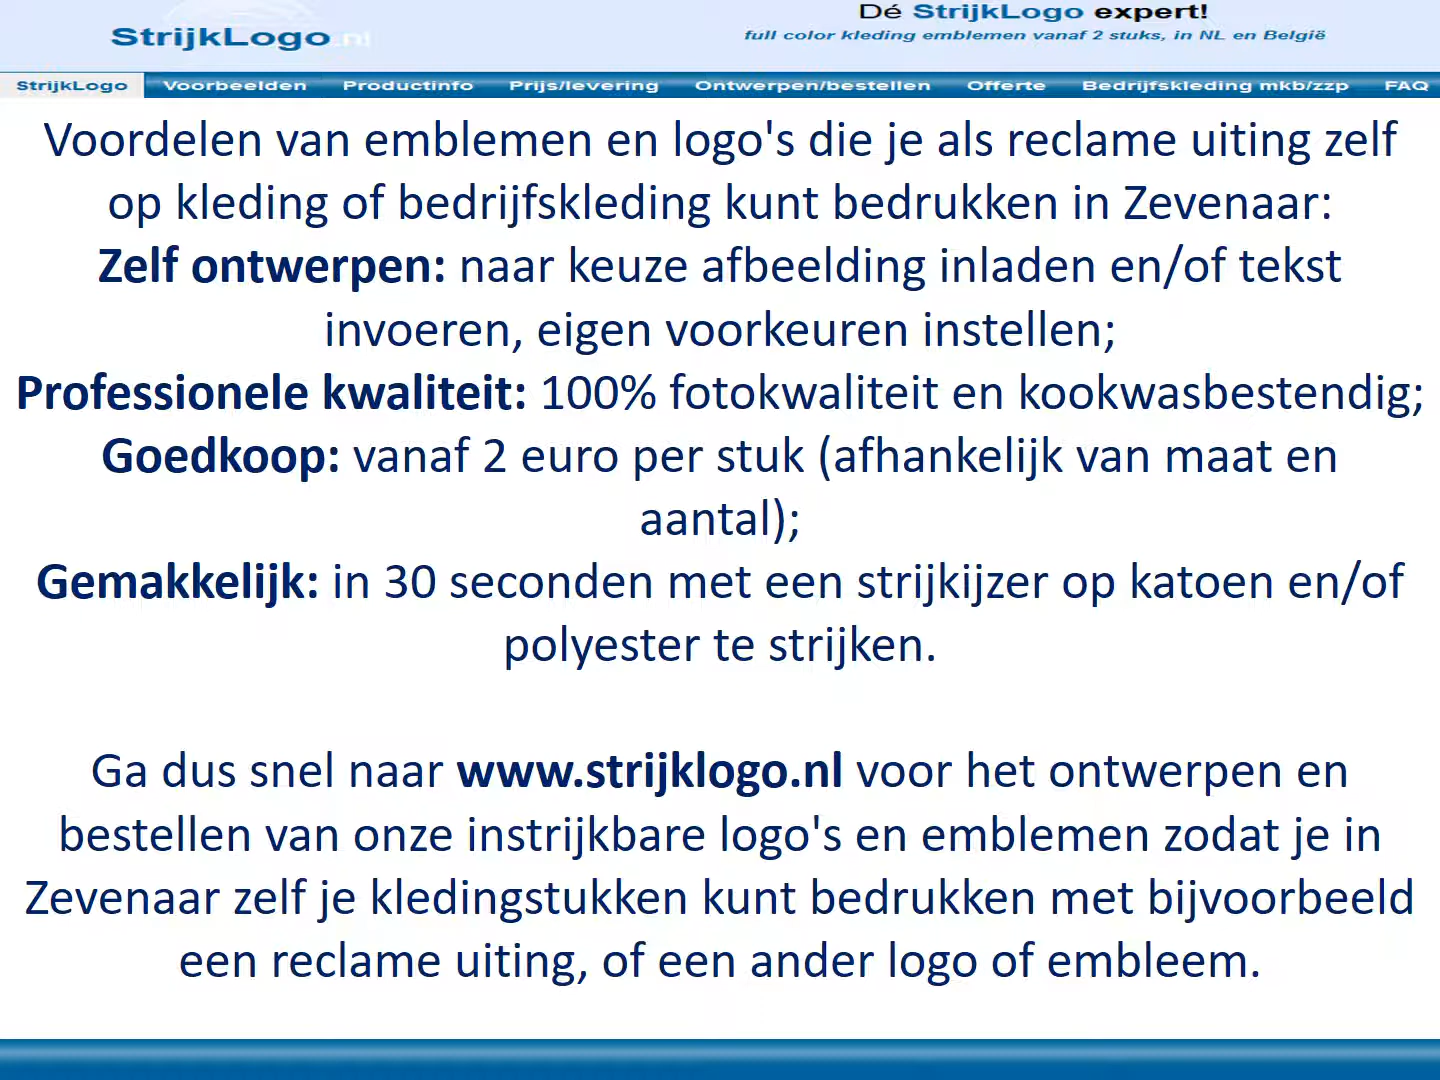 StrijkLogo.nl
Dé StrijkLogo expert!
full color kleding emblemen vanaf 2 stuks, in NL en België
StrijkLogo Voorbeelden Productinfo Prijs/levering Ontwerpen/bestellen Offerte Bedrijfskleding mkb/zzp FAQ
Voordelen van emblemen en logo's die je als reclame uiting zelf
op kleding of bedrijfskleding kunt bedrukken in Zevenaar:
Zelf ontwerpen: naar keuze afbeelding inladen en/of tekst
invoeren, eigen voorkeuren instellen;
Professionele kwaliteit: 100% fotokwaliteit en kookwasbestendig;
Goedkoop: vanaf 2 euro per stuk (afhankelijk van maat en
aantal);
Gemakkelijk: in 30 seconden met een strijkijzer op katoen en/of
polyester te strijken.
Ga dus snel naar www.strijklogo.nl voor het ontwerpen en
bestellen van onze instrijkbare logo's en emblemen zodat je in
Zevenaar zelf je kledingstukken kunt bedrukken met bijvoorbeeld
een reclame uiting, of een ander logo of embleem.